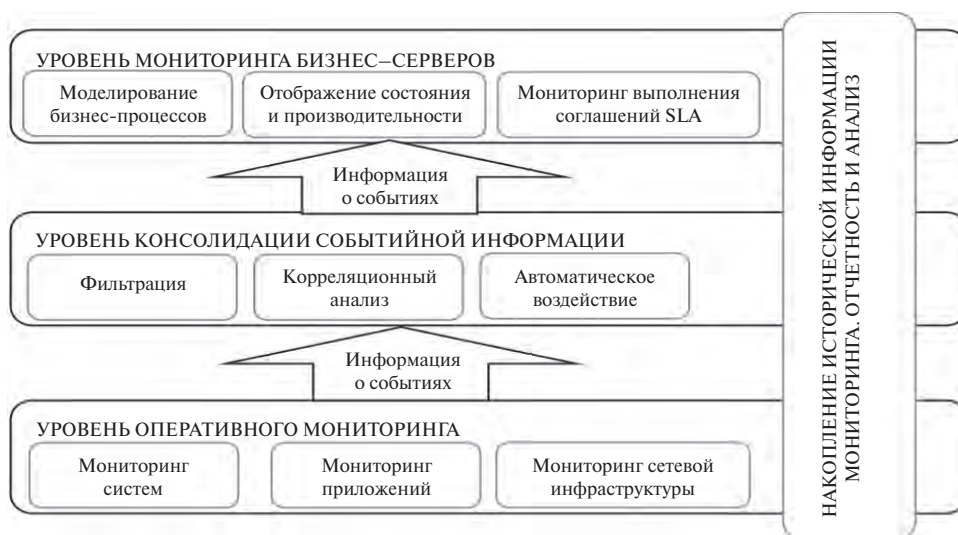 УРОВЕНЬ МОНИТОРИНГА БИЗНЕС–СЕРВЕРОВ
Моделирование
бизнес-процессов
Отображение состояния
и производительности
Мониторинг выполнения
соглашений SLA
Информация
о событиях
УРОВЕНЬ КОНСОЛИДАЦИИ СОБЫТИЙНОЙ ИНФОРМАЦИИ
Фильтрация
Корреляционный
анализ
Автоматическое
воздействие
Информация
о событиях
УРОВЕНЬ ОПЕРАТИВНОГО МОНИТОРИНГА
Мониторинг
систем
Мониторинг
приложений
Мониторинг сетевой
инфраструктуры
НАКОПЛЕНИЕ ИСТОРИЧЕСКОЙ ИНФОРМАЦИИ
МОНИТОРИНГА. ОТЧЕТНОСТЬ И АНАЛИЗ